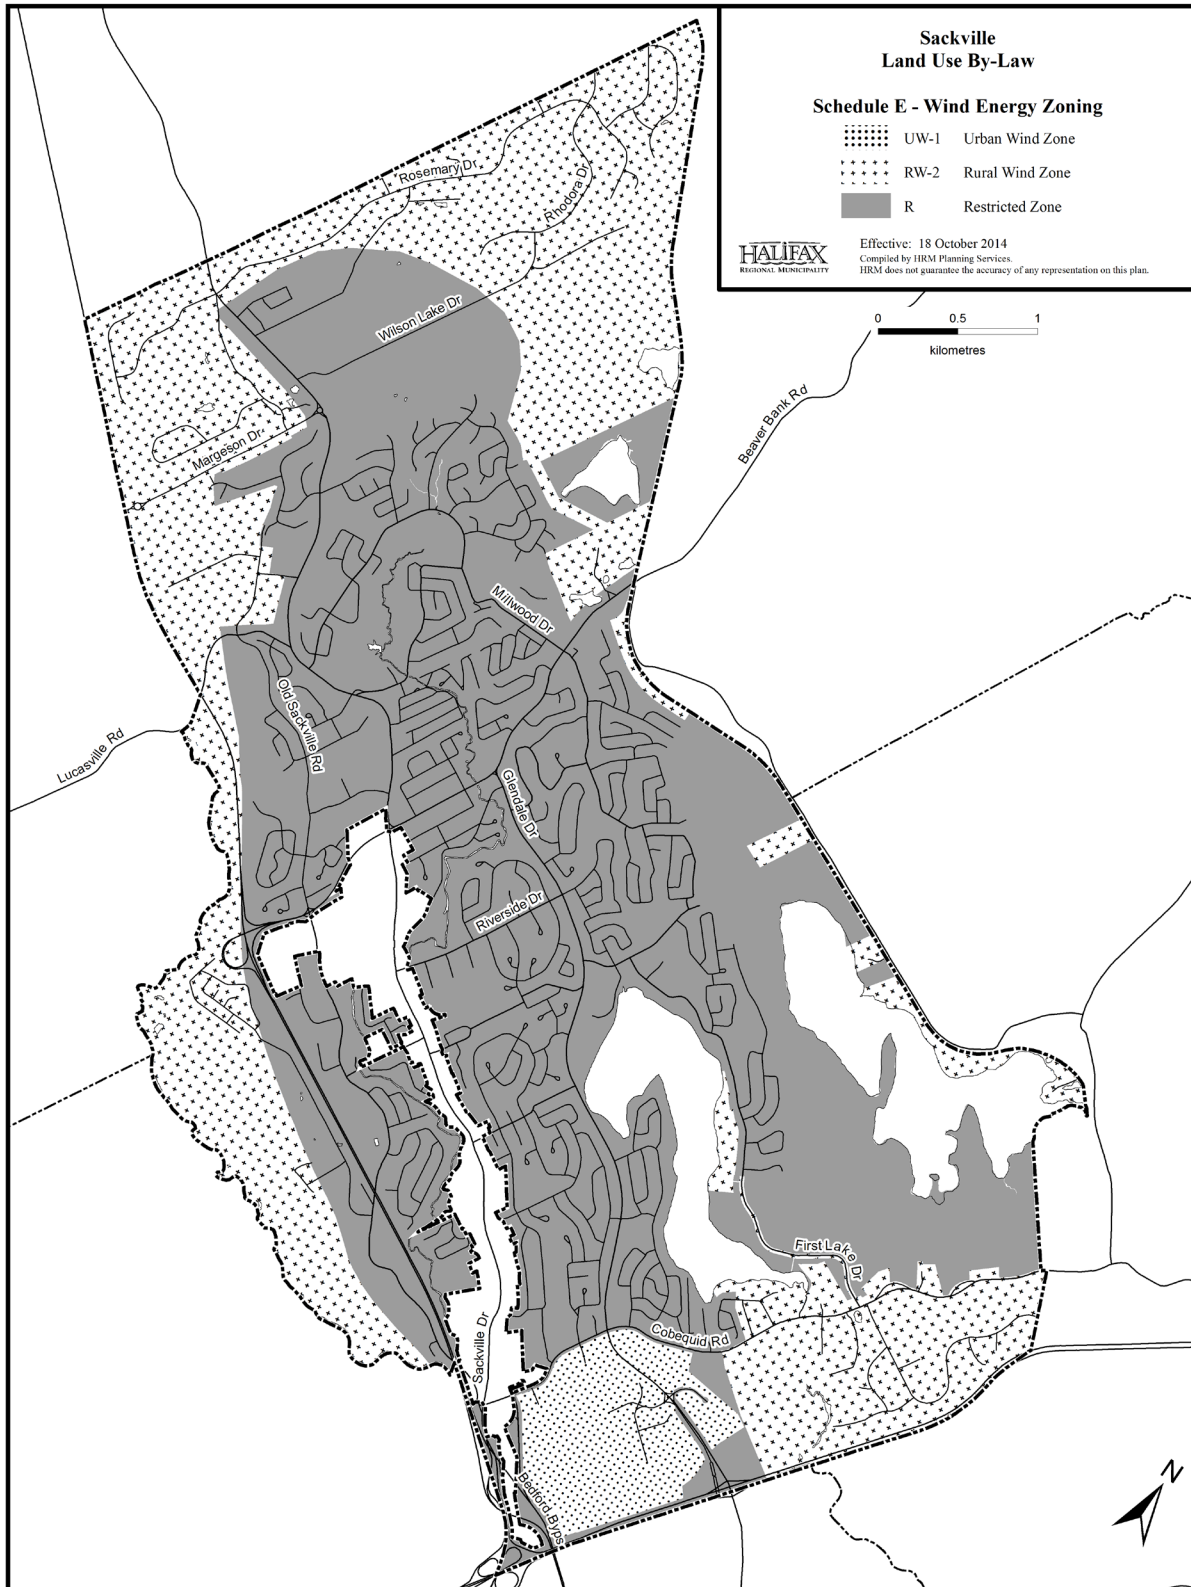 Sackville
Land Use By-Law
Schedule E - Wind Energy Zoning
UW-1 Urban Wind Zone
RW-2 Rural Wind Zone
R Restricted Zone
HALIFAX
REGIONAL MUNICIPALITY
Effective: 18 October 2014
Compiled by HRM Planning Services.
HRM does not guarantee the accuracy of any representation on this plan.
0 0.5 1
kilometres
Rosemary Dr
Rhodora Dr
Wilson Lake Dr
Beaver Bank Rd
Margeson Dr
Millwood Dr
Old Sackville Rd
Lucasville Rd
Glendale Dr
Riverside Dr
First Lake Dr
Sackville Dr
Cobequid Rd
Bedford Byps
N